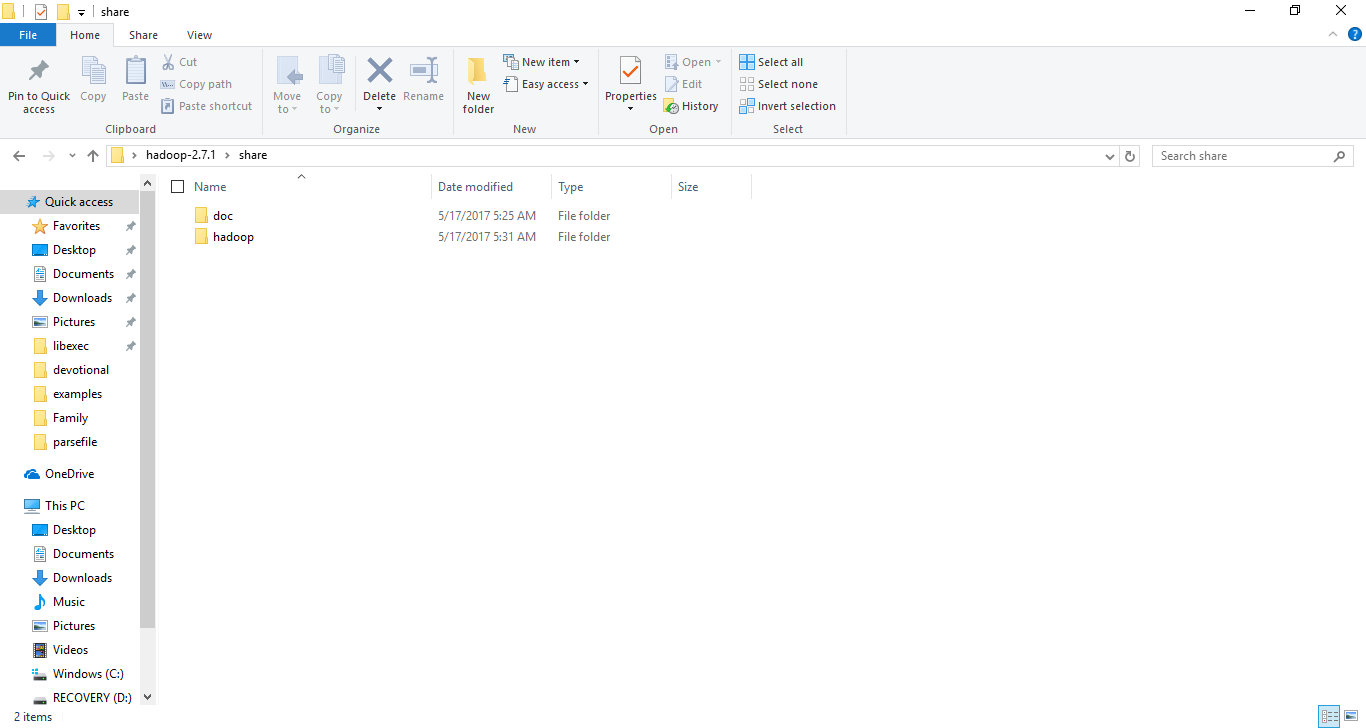 share
File Home Share View
Pin to Quick access
Copy
Paste
Cut
Copy path
Paste shortcut
Clipboard
Move to
Copy to
Delete
Rename
Organize
New folder
New item
Easy access
New
Properties
Open
Edit
History
Open
Select all
Select none
Invert selection
Select
hadoop-2.7.1 share
Search share
Quick access
Favorites
Desktop
Documents
Downloads
Pictures
libexec
devotional
examples
Family
parsefile
OneDrive
This PC
Desktop
Documents
Downloads
Music
Pictures
Videos
Windows (C:)
RECOVERY (D:)
Name Date modified Type Size
doc 5/17/2017 5:25 AM File folder
hadoop 5/17/2017 5:31 AM File folder
2 items